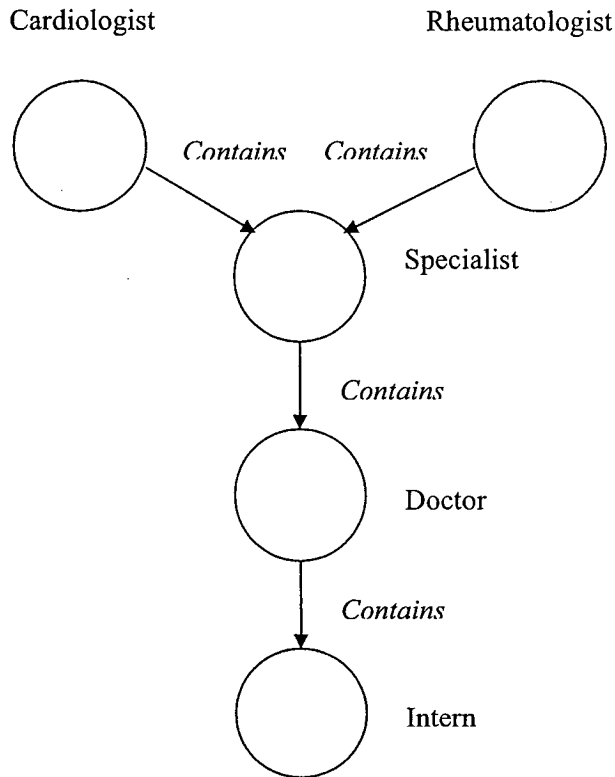 Cardiologist
Rheumatologist
Contains
Contains
Specialist
Contains
Doctor
Contains
Intern